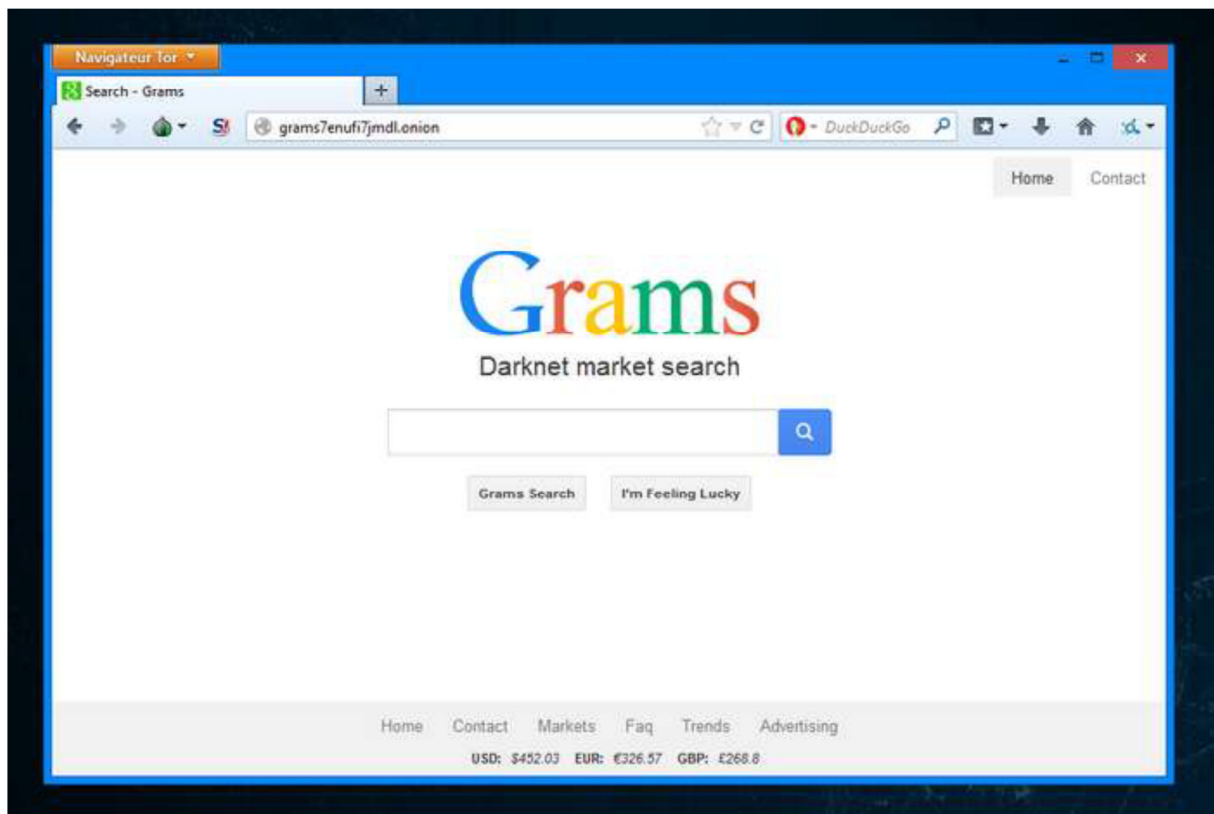 Navigateur Tor
Search - Grams
grams7enufi7jmdl.onion
DuckDuckGo
Home Contact
Grams
Darknet market search
Grams Search I'm Feeling Lucky
Home Contact Markets Faq Trends Advertising
USD: $452.03 EUR: €326.57 GBP: £268.8